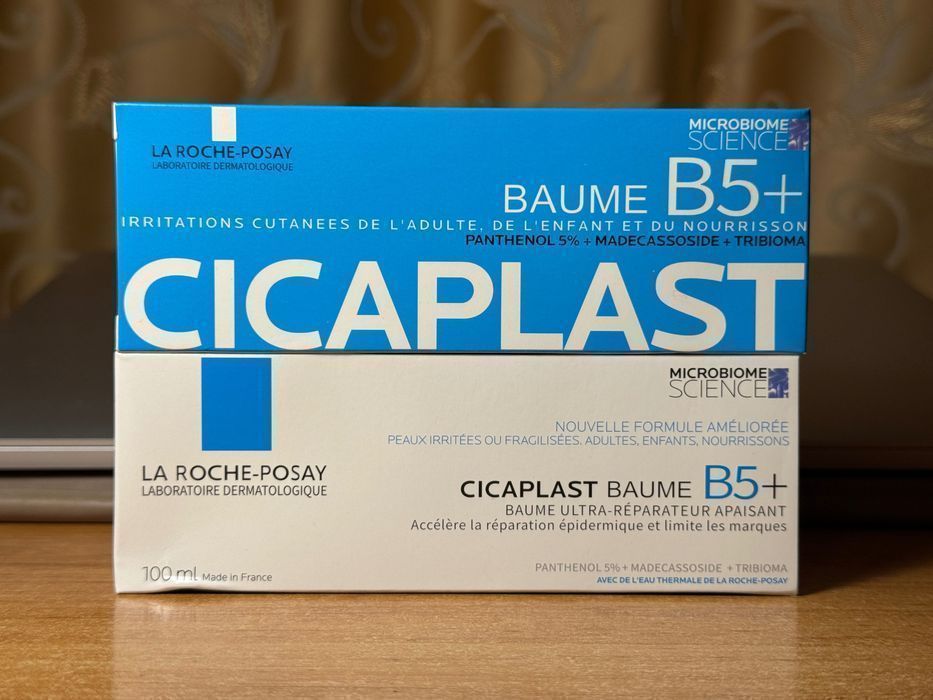 LA ROCHE-POSAY
LABORATOIRE DERMATOLOGIQUE
MICROBIOME
SCIENCE
BAUME B5+
IRRITATIONS CUTANEES DE L'ADULTE, DE L'ENFANT ET DU NOURRISSON
PANTHENOL 5% + MADECASSOSIDE + TRIBIOMA
CICAPLAST
MICROBIOME
SCIENCE
NOUVELLE FORMULE AMÉLIORÉE
PEAUX IRRITÉES OU FRAGILISÉES. ADULTES, ENFANTS, NOURRISSONS
LA ROCHE-POSAY
LABORATOIRE DERMATOLOGIQUE
CICAPLAST BAUME B5+
BAUME ULTRA-RÉPARATEUR APAISANT
Accélère la réparation épidermique et limite les marques
100 ml Made in France
PANTHENOL 5% + MADECASSOSIDE + TRIBIOMA
AVEC DE L'EAU THERMALE DE LA ROCHE-POSAY